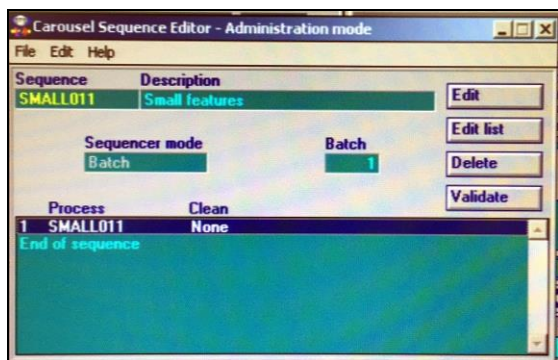 Carousel Sequence Editor - Administration mode
File Edit Help
Sequence Description
SMALL011 Small features
Edit
Edit list
Sequencer mode Batch
Batch 1
Delete
Validate
Process Clean
1 SMALL011 None
End of sequence